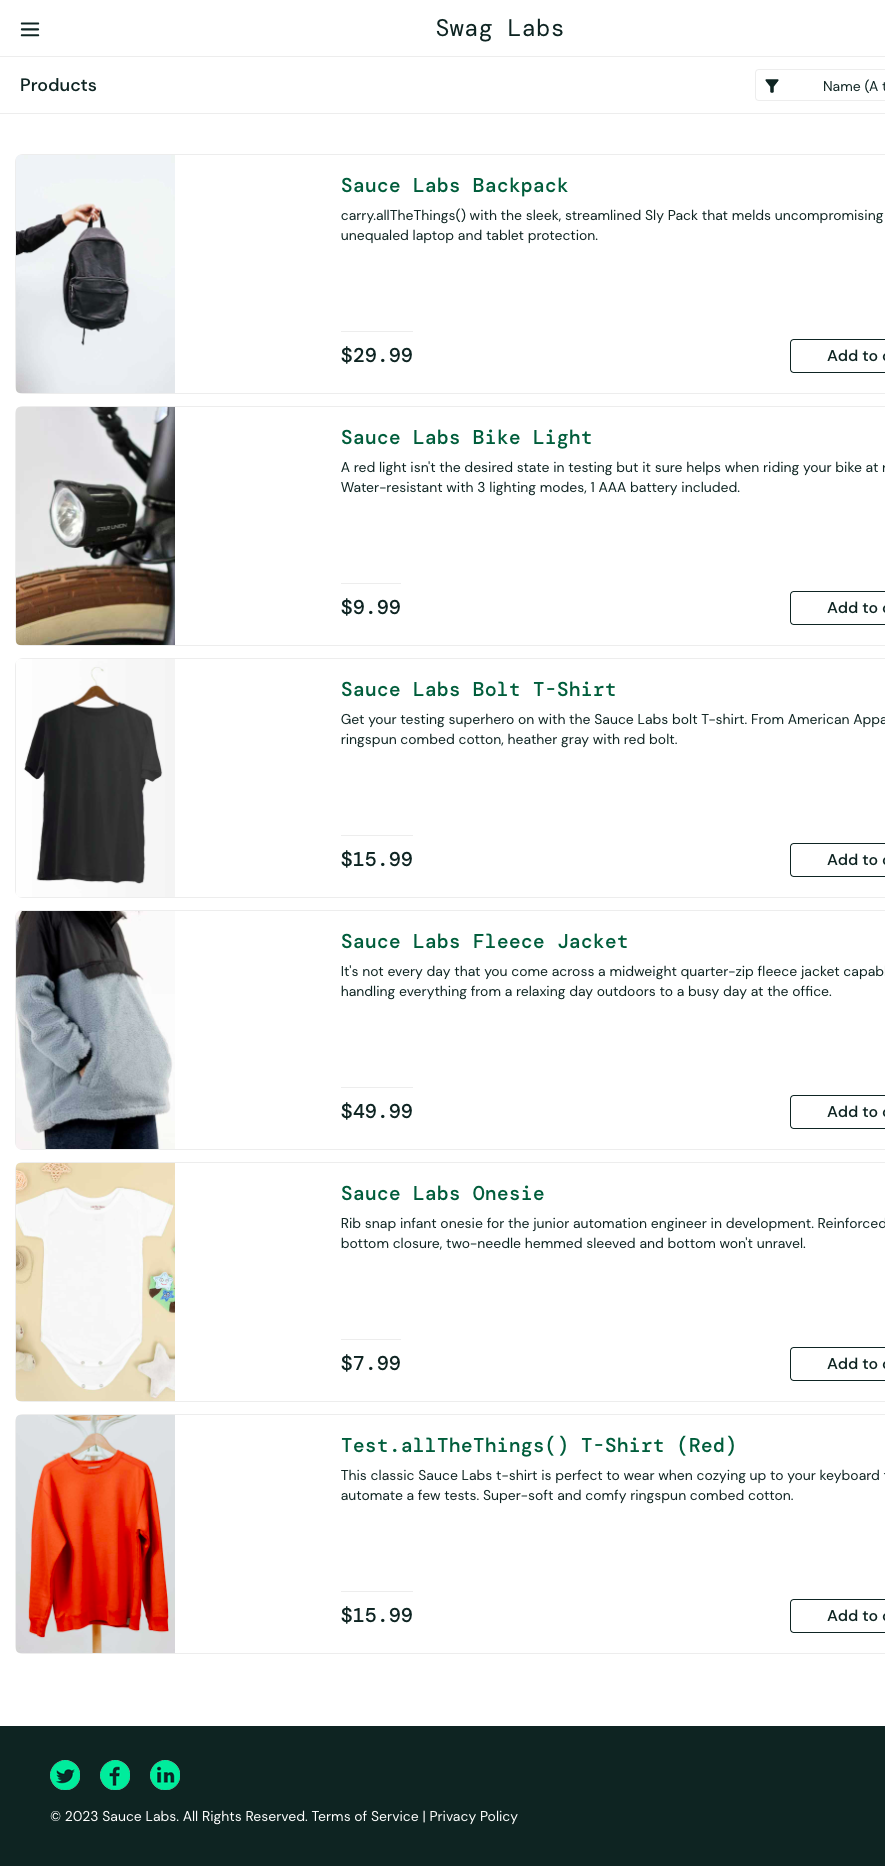 Swag Labs
Products
Name (A t
Sauce Labs Backpack
carry.allTheThings() with the sleek, streamlined Sly Pack that melds uncompromising
unequaled laptop and tablet protection.
$29.99
Add to
Sauce Labs Bike Light
A red light isn't the desired state in testing but it sure helps when riding your bike at
Water-resistant with 3 lighting modes, 1 AAA battery included.
$9.99
Add to
Sauce Labs Bolt T-Shirt
Get your testing superhero on with the Sauce Labs bolt T-shirt. From American Appa
ringspun combed cotton, heather gray with red bolt.
$15.99
Add to
Sauce Labs Fleece Jacket
It's not every day that you come across a midweight quarter-zip fleece jacket capab
handling everything from a relaxing day outdoors to a busy day at the office.
$49.99
Add to
Sauce Labs Onesie
Rib snap infant onesie for the junior automation engineer in development. Reinforced
bottom closure, two-needle hemmed sleeved and bottom won't unravel.
$7.99
Add to
Test.allTheThings() T-Shirt (Red)
This classic Sauce Labs t-shirt is perfect to wear when cozying up to your keyboard
automate a few tests. Super-soft and comfy ringspun combed cotton.
$15.99
Add to
© 2023 Sauce Labs. All Rights Reserved. Terms of Service | Privacy Policy